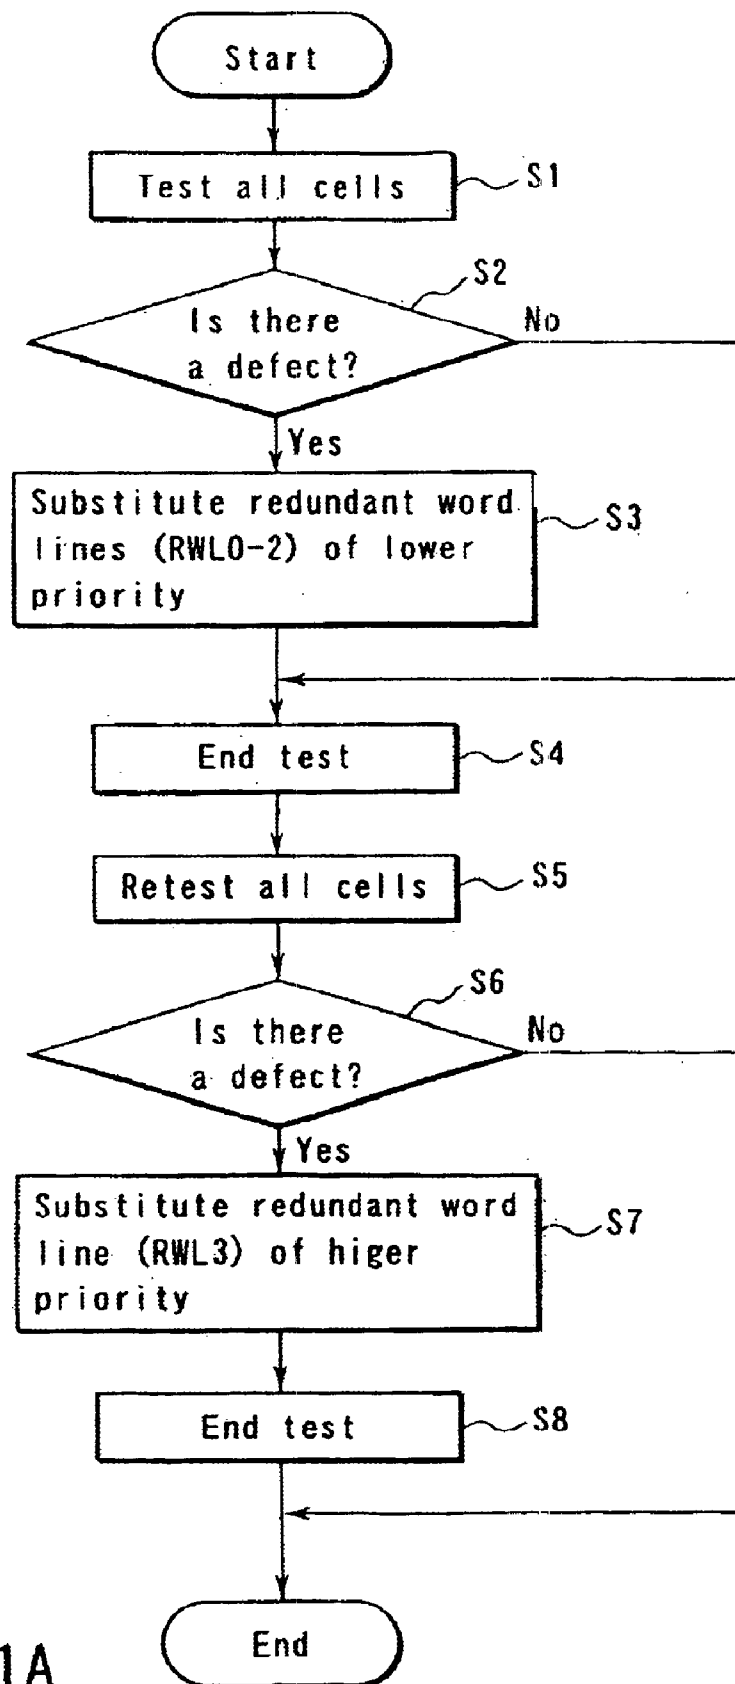 Start
Test all cells
S1
S2
Is there
a defect?
No
Yes
Substitute redundant word
lines (RWL0-2) of lower
priority
S3
End test
S4
Retest all cells
S5
S6
Is there
a defect?
No
Yes
Substitute redundant word
line (RWL3) of higer
priority
S7
End test
S8
End
1A